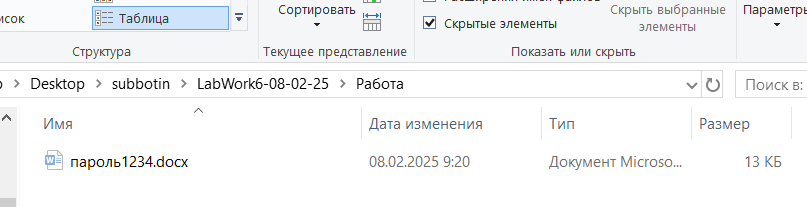 Сортировать
Скрытые элементы
Скрыть выбранные
элементы
Параметры
исок
Таблица
Структура
Текущее представление
Показать или скрыть
Desktop > subbotin > LabWork6-08-02-25 > Работа
Поиск в:
Имя
Дата изменения
Тип
Размер
пароль1234.docx
08.02.2025 9:20
Документ Microso...
13 КБ